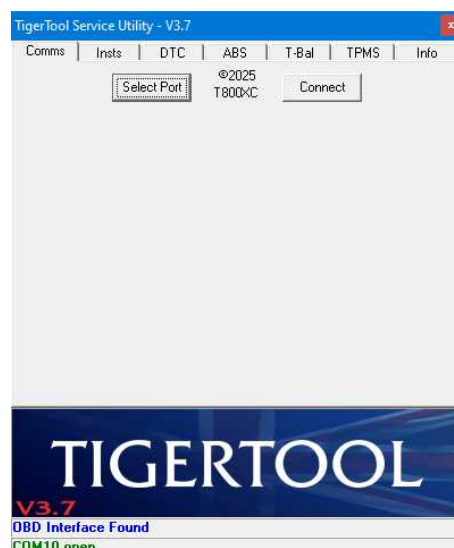 TigerTool Service Utility - V3.7
x
Comms Insts DTC ABS T-Bal TPMS Info
Select Port ©2025 Connect
T800XC
TIGERTOOL
V3.7
OBD Interface Found
COM10 open